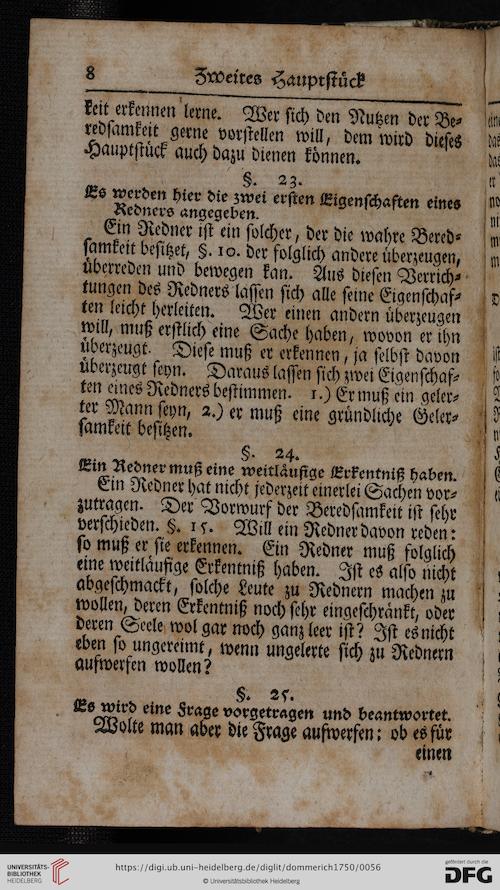 8 Zweites Hauptstück
keit erkennen lerne. Wer sich den Nutzen der Be-
redsamkeit gerne vorstellen will, dem wird dieses
Hauptstück auch dazu dienen können.
§. 23.
Es werden hier die zwei ersten Eigenschaften eines
Redners angegeben.
Ein Redner ist ein solcher, der die wahre Bered-
samkeit besitzet, §. 10. der folglich andere überzeugen,
überreden und bewegen kan. Aus diesen Verrich-
tungen des Redners lassen sich alle seine Eigenschaf-
ten leicht herleiten. Wer einen andern überzeugen
will, muß erstlich eine Sache haben, wovon er ihn
überzeugt. Diese muß er erkennen, ja selbst davon
überzeugt seyn. Daraus lassen sich zwei Eigenschaf-
ten eines Redners bestimmen. 1.) Er muß ein geler-
ter Mann seyn, 2.) er muß eine gründliche Geler-
samkeit besitzen.
§. 24.
Ein Redner muß eine weitläufige Erkentniß haben.
Ein Redner hat nicht jederzeit einerlei Sachen vor-
zutragen. Der Vorwurf der Beredsamkeit ist sehr
verschieden. §. 15. Will ein Redner davon reden:
so muß er sie erkennen. Ein Redner muß folglich
eine weitläufige Erkentniß haben. Ist es also nicht
abgeschmackt, solche Leute zu Rednern machen zu
wollen, deren Erkentniß noch sehr eingeschränkt, oder
deren Seele wol gar noch ganz leer ist? Ist es nicht
eben so ungereimt, wenn ungelerte sich zu Rednern
aufwerfen wollen?
§. 25.
Es wird eine Frage vorgetragen und beantwortet.
Wolte man aber die Frage aufwerfen: ob es für
einen
UNIVERSITÄTS-
BIBLIOTHEK
HEIDELBERG
https://digi.ub.uni-heidelberg.de/diglit/dommerich1750/0056
© Universitätsbibliothek Heidelberg
gefördert durch die
DFG